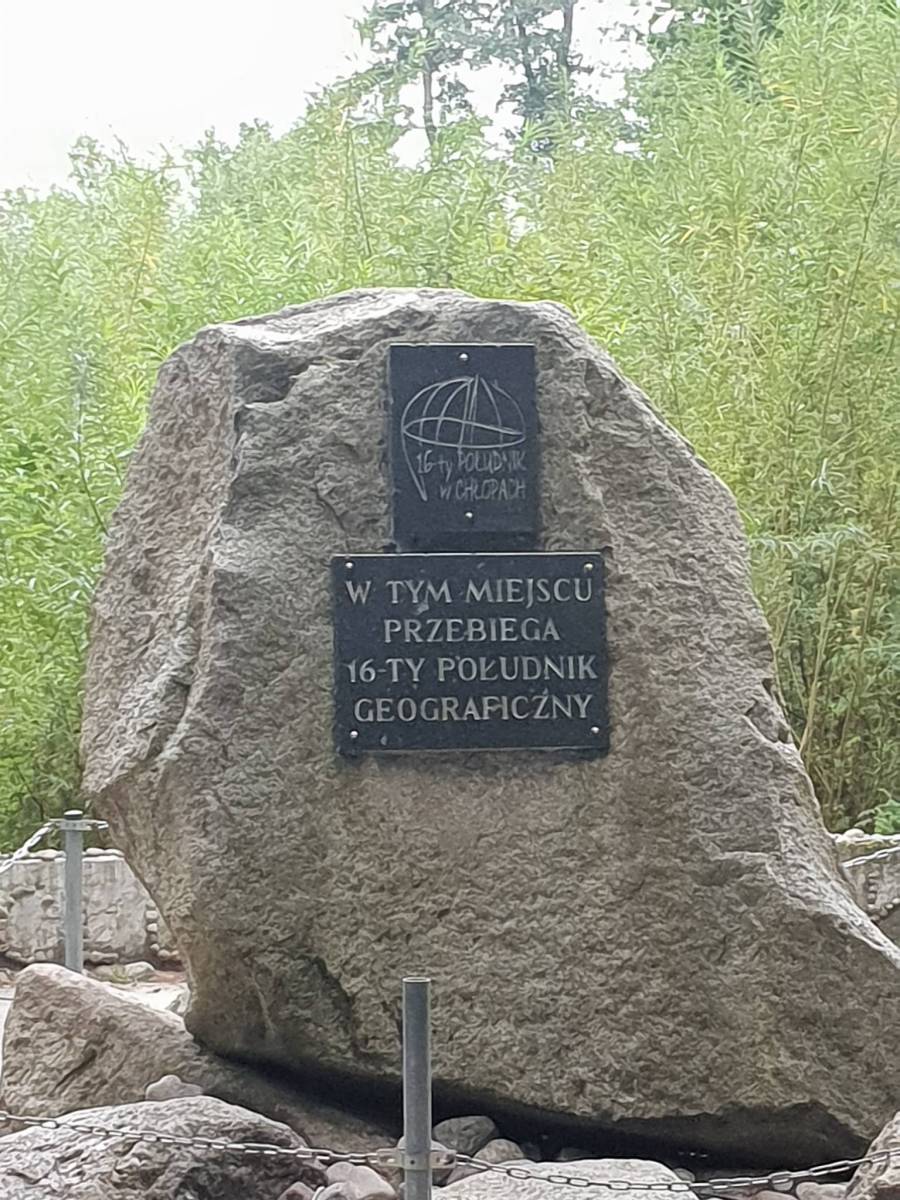 16-ty POŁUDNIK
w CHŁOPACH
W TYM MIEJSCU
PRZEBIEGA
16-TY POŁUDNIK
GEOGRAFICZNY